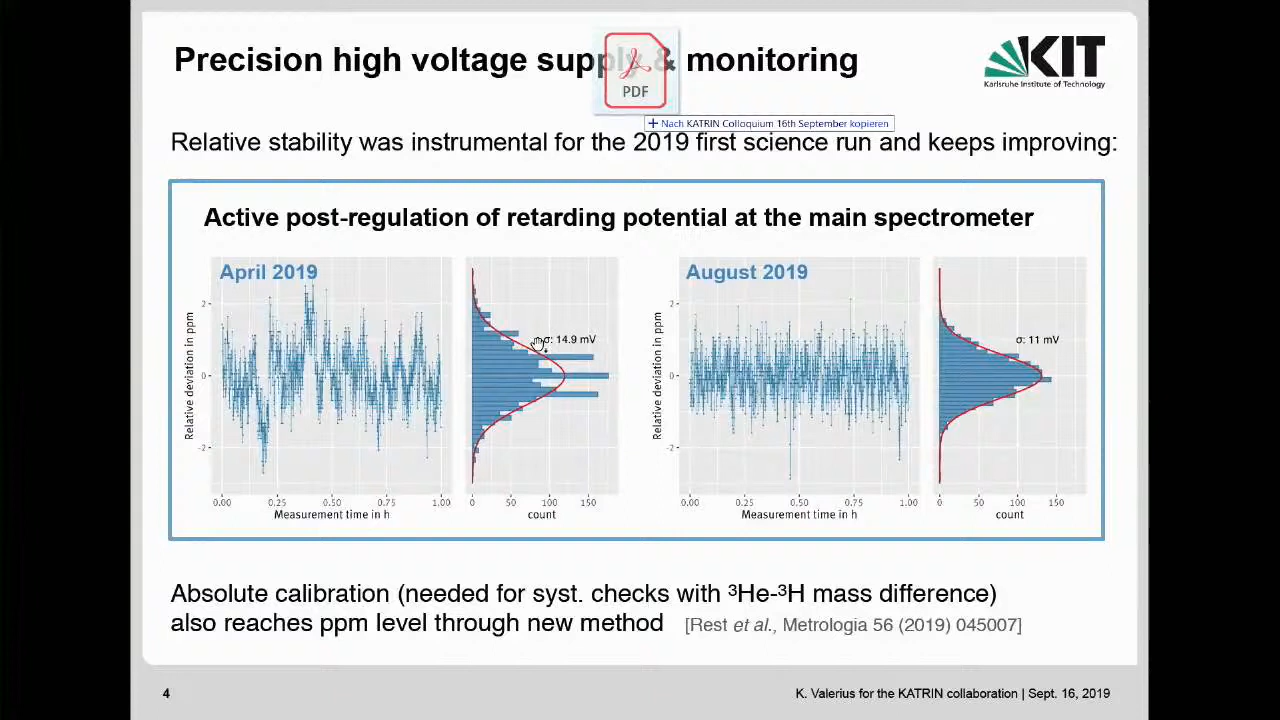 Precision high voltage supply & monitoring
PDF
KIT
Karlsruhe Institute of Technology
+ Nach KATRIN Colloquium 16th September kopieren
Relative stability was instrumental for the 2019 first science run and keeps improving:
Active post-regulation of retarding potential at the main spectrometer
April 2019
Relative deviation in ppm
2
0
-2
0.00 0.25 0.50 0.75 1.00
Measurement time in h
σ: 14.9 mV
0 50 100 150
count
August 2019
Relative deviation in ppm
2
0
-2
0.00 0.25 0.50 0.75 1.00
Measurement time in h
σ: 11 mV
0 50 100 150
count
Absolute calibration (needed for syst. checks with ³He-³H mass difference)
also reaches ppm level through new method [Rest et al., Metrologia 56 (2019) 045007]
4
K. Valerius for the KATRIN collaboration | Sept. 16, 2019